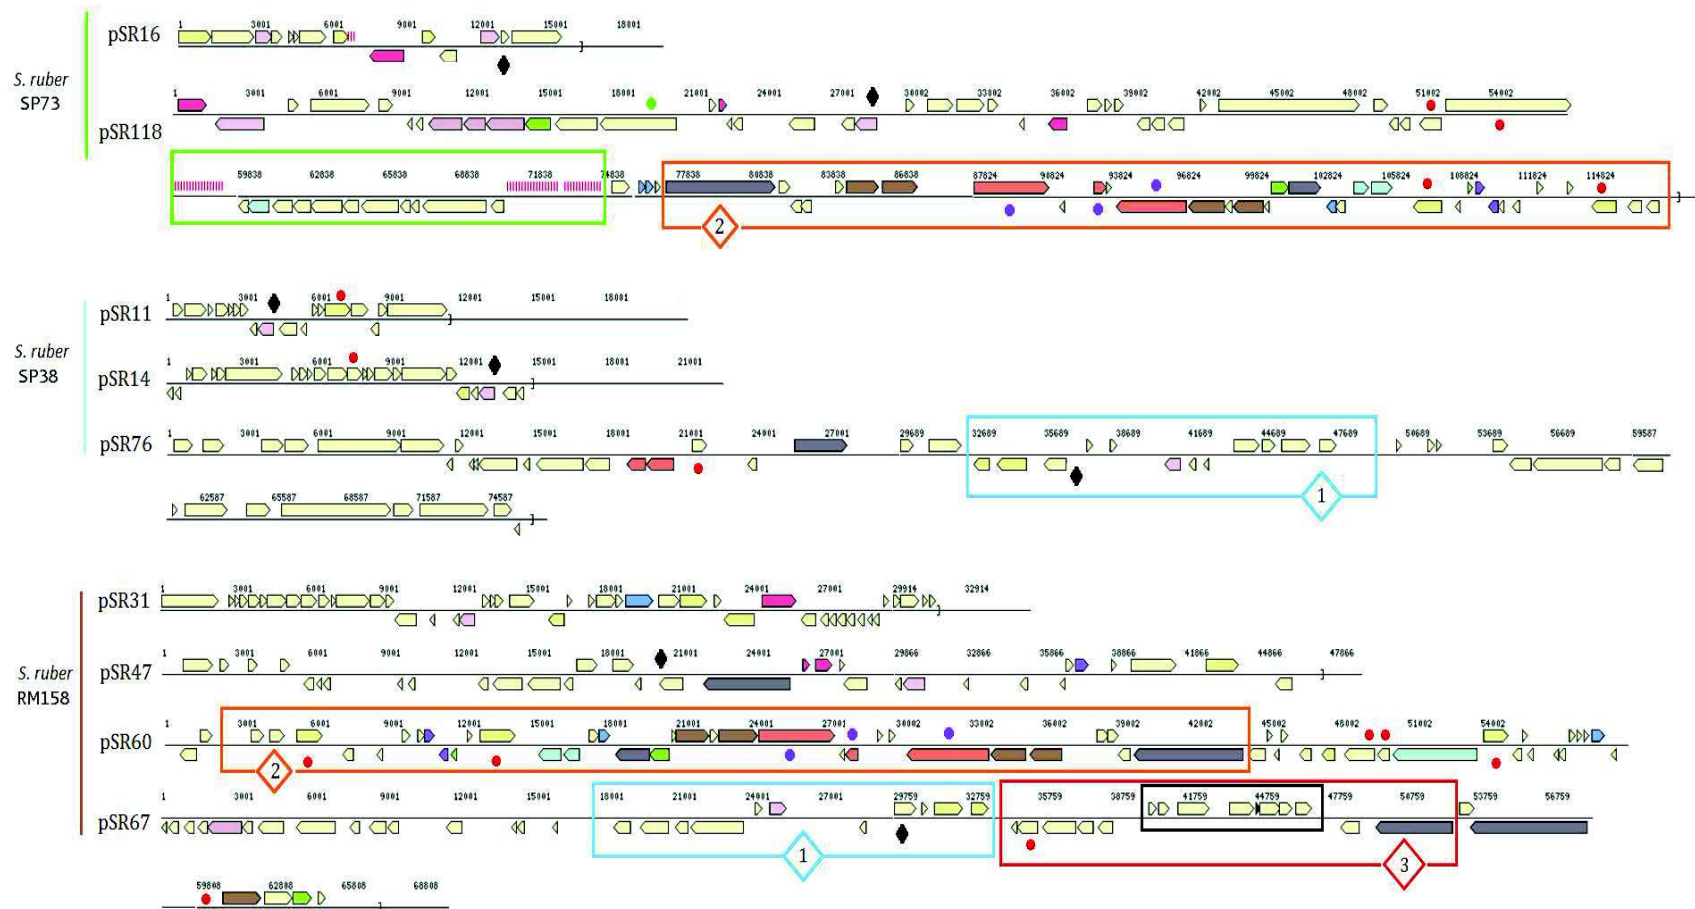 1 3001 6001 9001 12001 15001 18001
pSR16
S. ruber
SP73
1 3001 6001 9001 12001 15001 18001 21001 24001 27001 30002 33002 36002 39002 42002 45002 48002 51002 54002
pSR118
59838 62838 65838 68838 71838 74838 77838 80838 83838 86838 87824 90824 93824 96824 99824 102824 105824 108824 111824 114824
2
1 3001 6001 9001 12001 15001 18001
pSR11
S. ruber
SP38
1 3001 6001 9001 12001 15001 18001 21001
pSR14
1 3001 6001 9001 12001 15001 18001 21001 24001 27001 29689 32689 35689 38689 41689 44689 47689 50689 53689 56689 59587
pSR76
1
62587 65587 68587 71587 74587
1 3001 6001 9001 12001 15001 18001 21001 24001 27001 29914 32914
pSR31
S. ruber
RM158
1 3001 6001 9001 12001 15001 18001 21001 24001 27001 29866 32866 35866 38866 41866 44866 47866
pSR47
1 3001 6001 9001 12001 15001 18001 21001 24001 27001 30002 33002 36002 39002 42002 45002 48002 51002 54002
pSR60
2
1 3001 6001 9001 12001 15001 18001 21001 24001 27001 29759 32759 35759 38759 41759 44759 47759 50759 53759 56759
pSR67
1 3
59808 62808 65808 68808